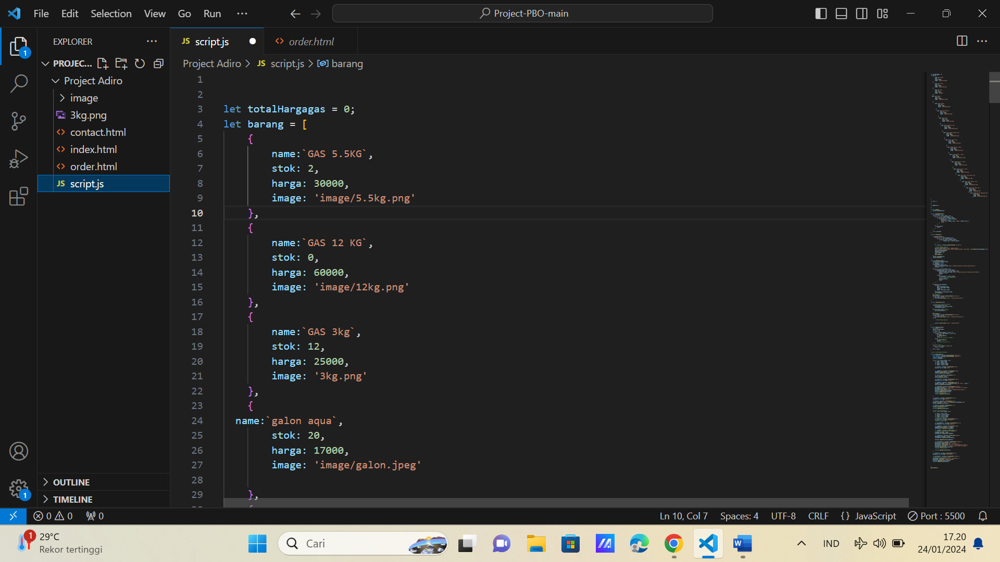 File Edit Selection View Go Run ··· Project-PBO-main
EXPLORER ···
PROJEC...
Project Adiro
image
3kg.png
contact.html
index.html
order.html
JS script.js
OUTLINE
TIMELINE
1
1
JS script.js
<> order.html
Project Adiro > JS script.js > barang
1
2
3 let totalHargagas = 0;
4 let barang = [
5 {
6 name:`GAS 5.5KG`,
7 stok: 2,
8 harga: 30000,
9 image: 'image/5.5kg.png'
10 },
11 {
12 name:`GAS 12 KG`,
13 stok: 0,
14 harga: 60000,
15 image: 'image/12kg.png'
16 },
17 {
18 name:`GAS 3kg`,
19 stok: 12,
20 harga: 25000,
21 image: '3kg.png'
22 },
23 {
24 name:`galon aqua`,
25 stok: 20,
26 harga: 17000,
27 image: 'image/galon.jpeg'
28
29 },
0 0 0 Ln 10, Col 7 Spaces: 4 UTF-8 CRLF {} JavaScript Port : 5500
1 29°C
Rekor tertinggi
Cari
W
IND
17.20
24/01/2024